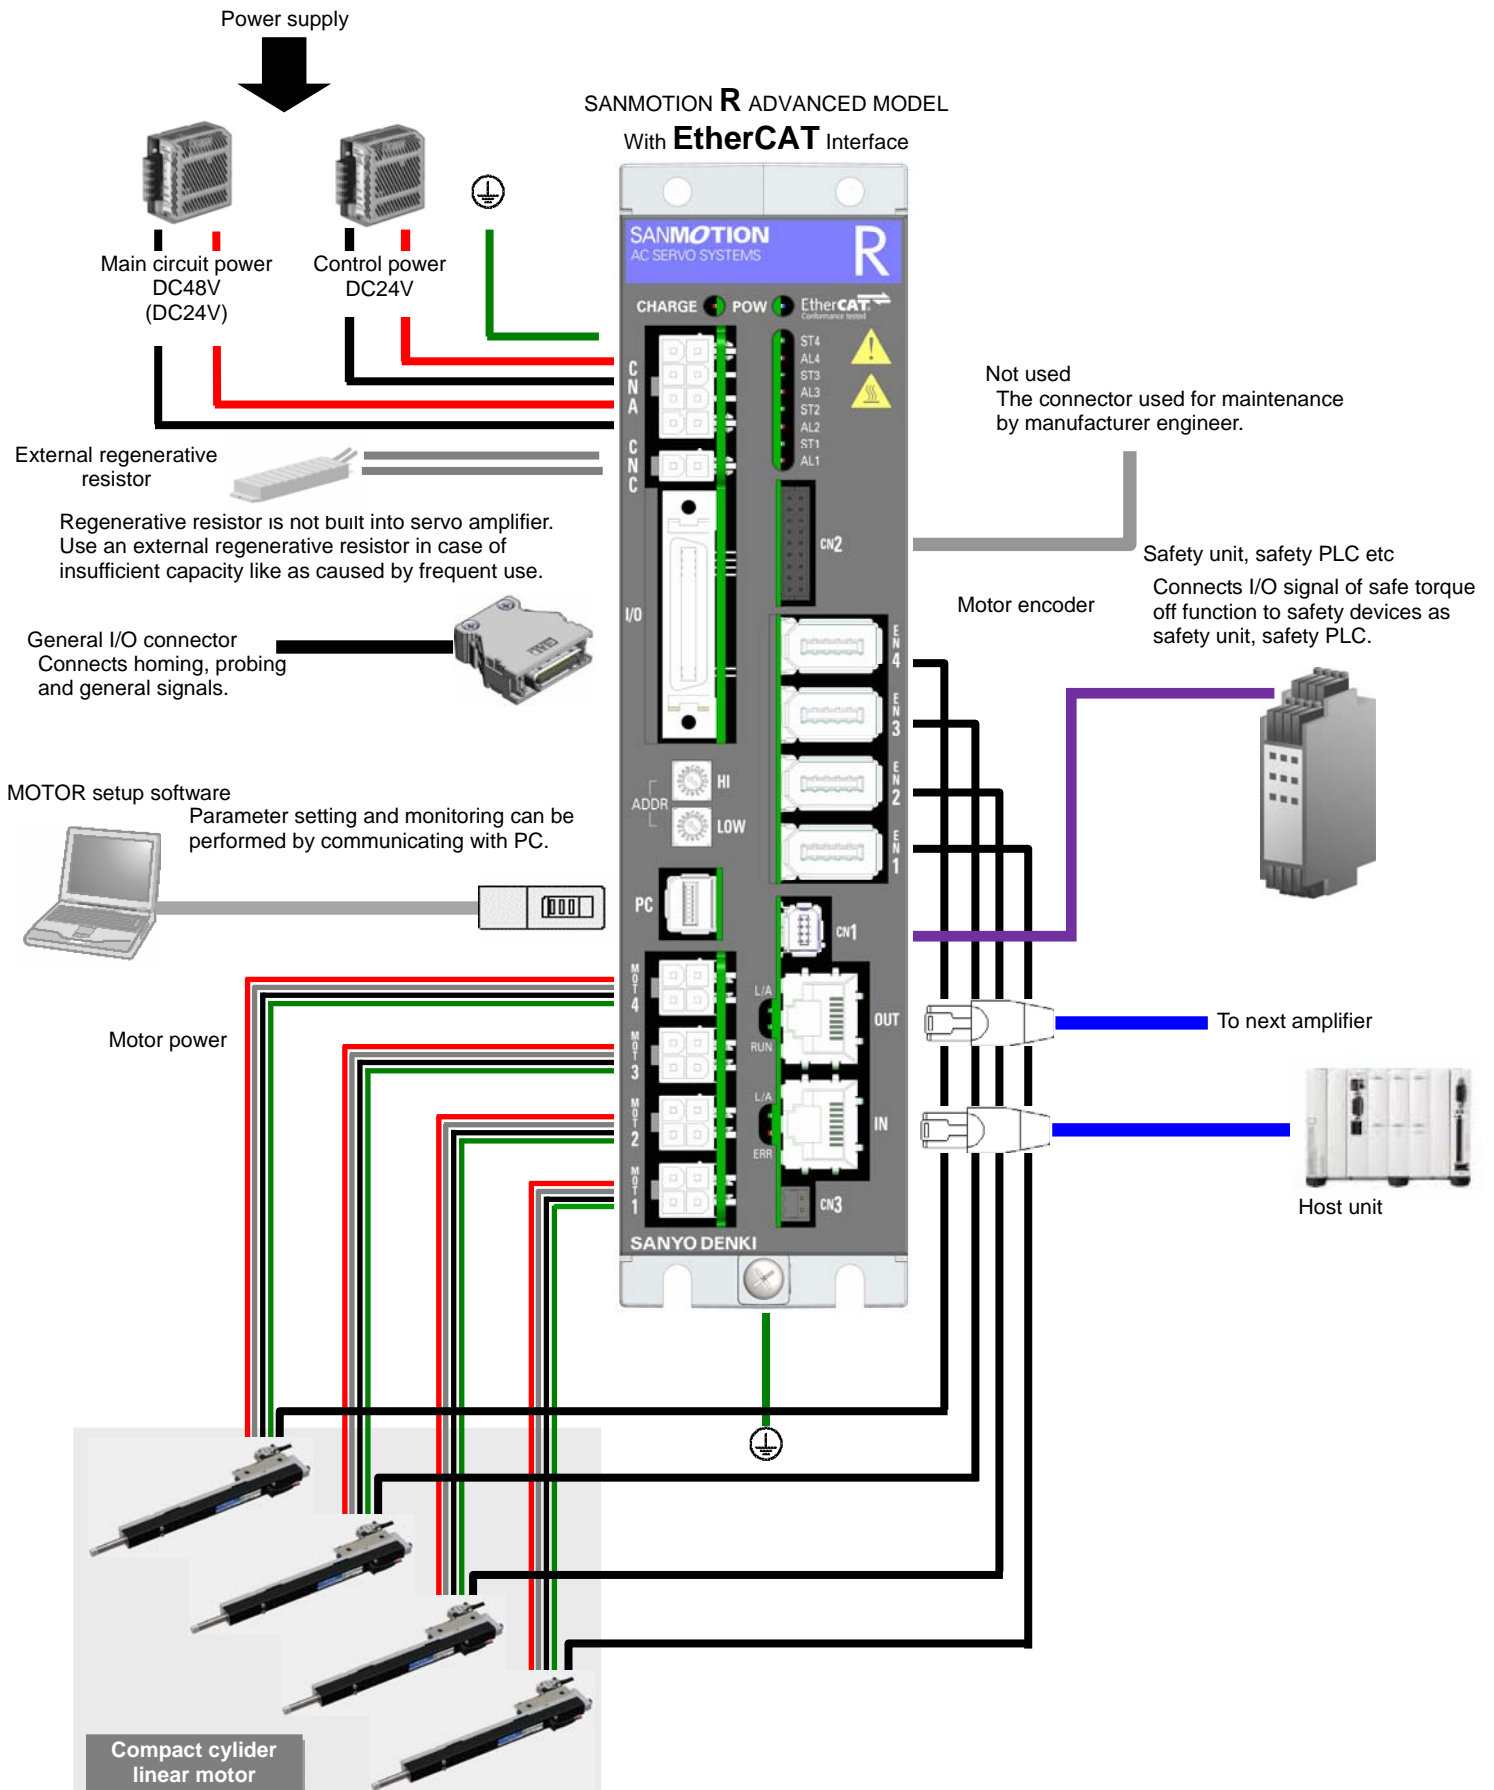 Power supply
SANMOTION R ADVANCED MODEL
With EtherCAT Interface
Main circuit power
DC48V
(DC24V)
Control power
DC24V
SANMOTION
AC SERVO SYSTEMS
R
CHARGE
POW
EtherCAT
Conformance tested
CNA
ST4
AL4
ST3
AL3
ST2
AL2
ST1
AL1
Not used
The connector used for maintenance
by manufacturer engineer.
CNC
External regenerative
resistor
Regenerative resistor is not built into servo amplifier.
Use an external regenerative resistor in case of
insufficient capacity like as caused by frequent use.
CN2
Safety unit, safety PLC etc
Connects I/O signal of safe torque
off function to safety devices as
safety unit, safety PLC.
Motor encoder
I/O
General I/O connector
Connects homing, probing
and general signals.
EN4
EN3
EN2
EN1
ADDR
HI
LOW
MOTOR setup software
Parameter setting and monitoring can be
performed by communicating with PC.
PC
CN1
MOT4
MOT3
MOT2
MOT1
Motor power
L/A
RUN
OUT
To next amplifier
L/A
ERR
IN
Host unit
CN3
SANYO DENKI
Compact cylider
linear motor